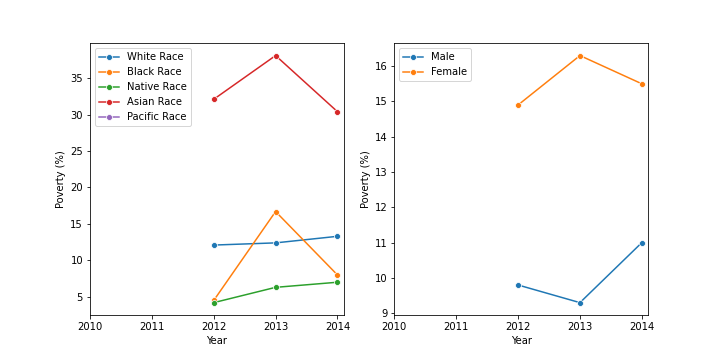 White Race
Black Race
Native Race
Asian Race
Pacific Race
35
30
25
20
15
10
5
Poverty (%)
2010 2011 2012 2013 2014
Year
Male
Female
16
15
14
13
12
11
10
9
Poverty (%)
2010 2011 2012 2013 2014
Year